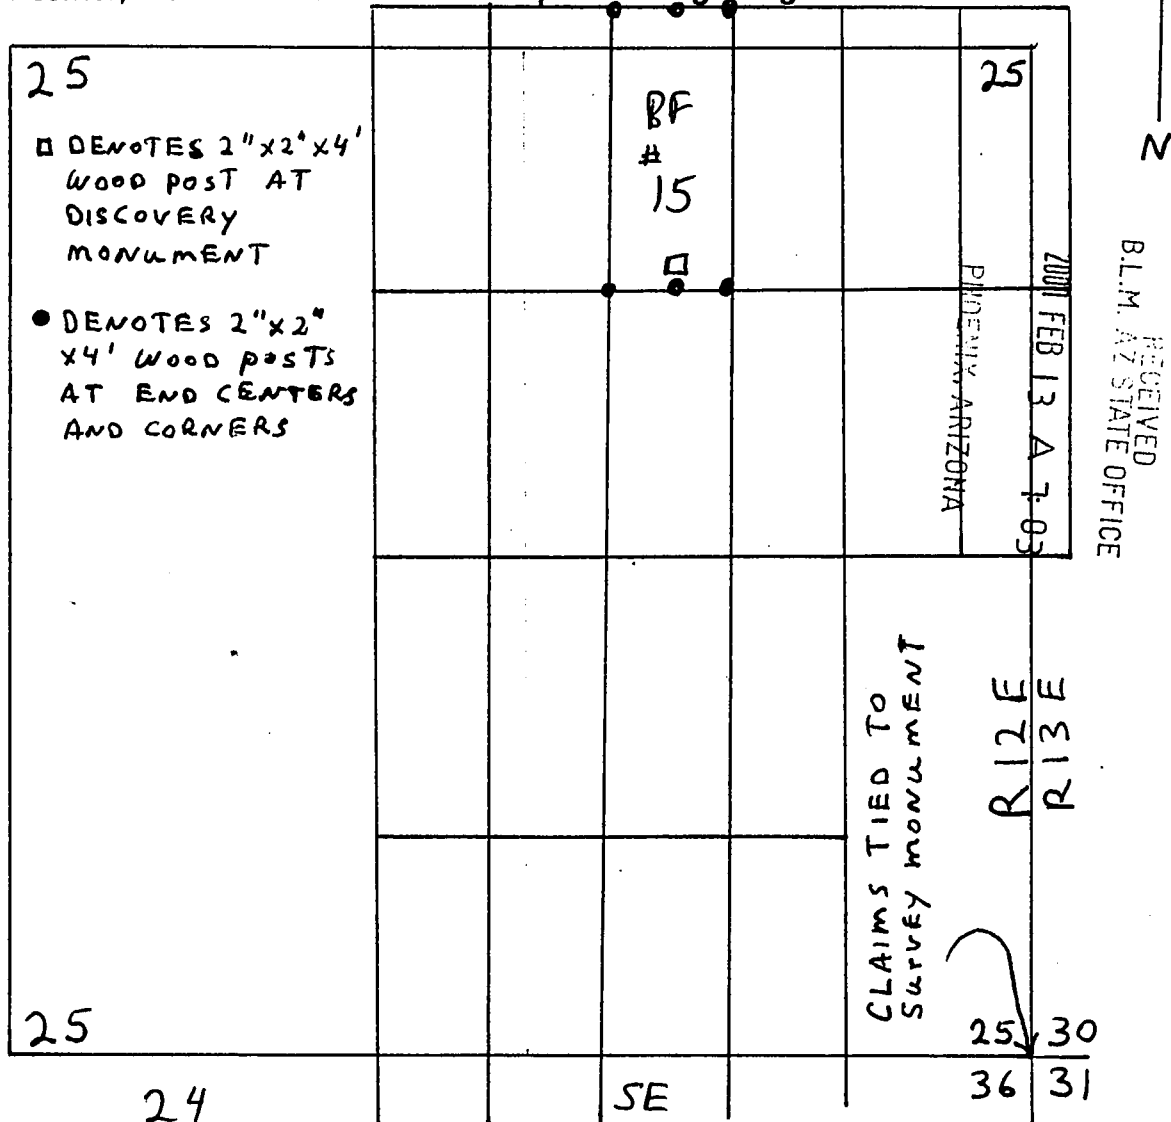 25
25
BF
#
15
□ DENOTES 2"x2"x4'
WOOD POST AT
DISCOVERY
MONUMENT
● DENOTES 2"x2"
x4' WOOD POSTS
AT END CENTERS
AND CORNERS
N
RECEIVED
B.L.M. AZ STATE OFFICE
FEB 13 A 7:03
PHOENIX, ARIZONA
CLAIMS TIED TO
SURVEY MONUMENT
R12E
R13E
25
25 30
36 31
24
SE